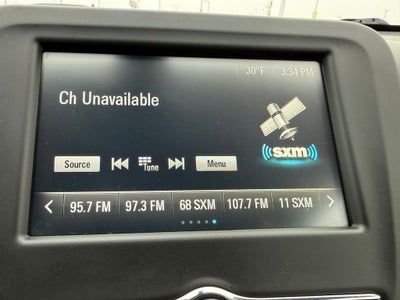 30°F 3:34 PM
Ch Unavailable
sxm
Source Tune Menu
95.7 FM 97.3 FM 68 SXM 107.7 FM 11 SXM